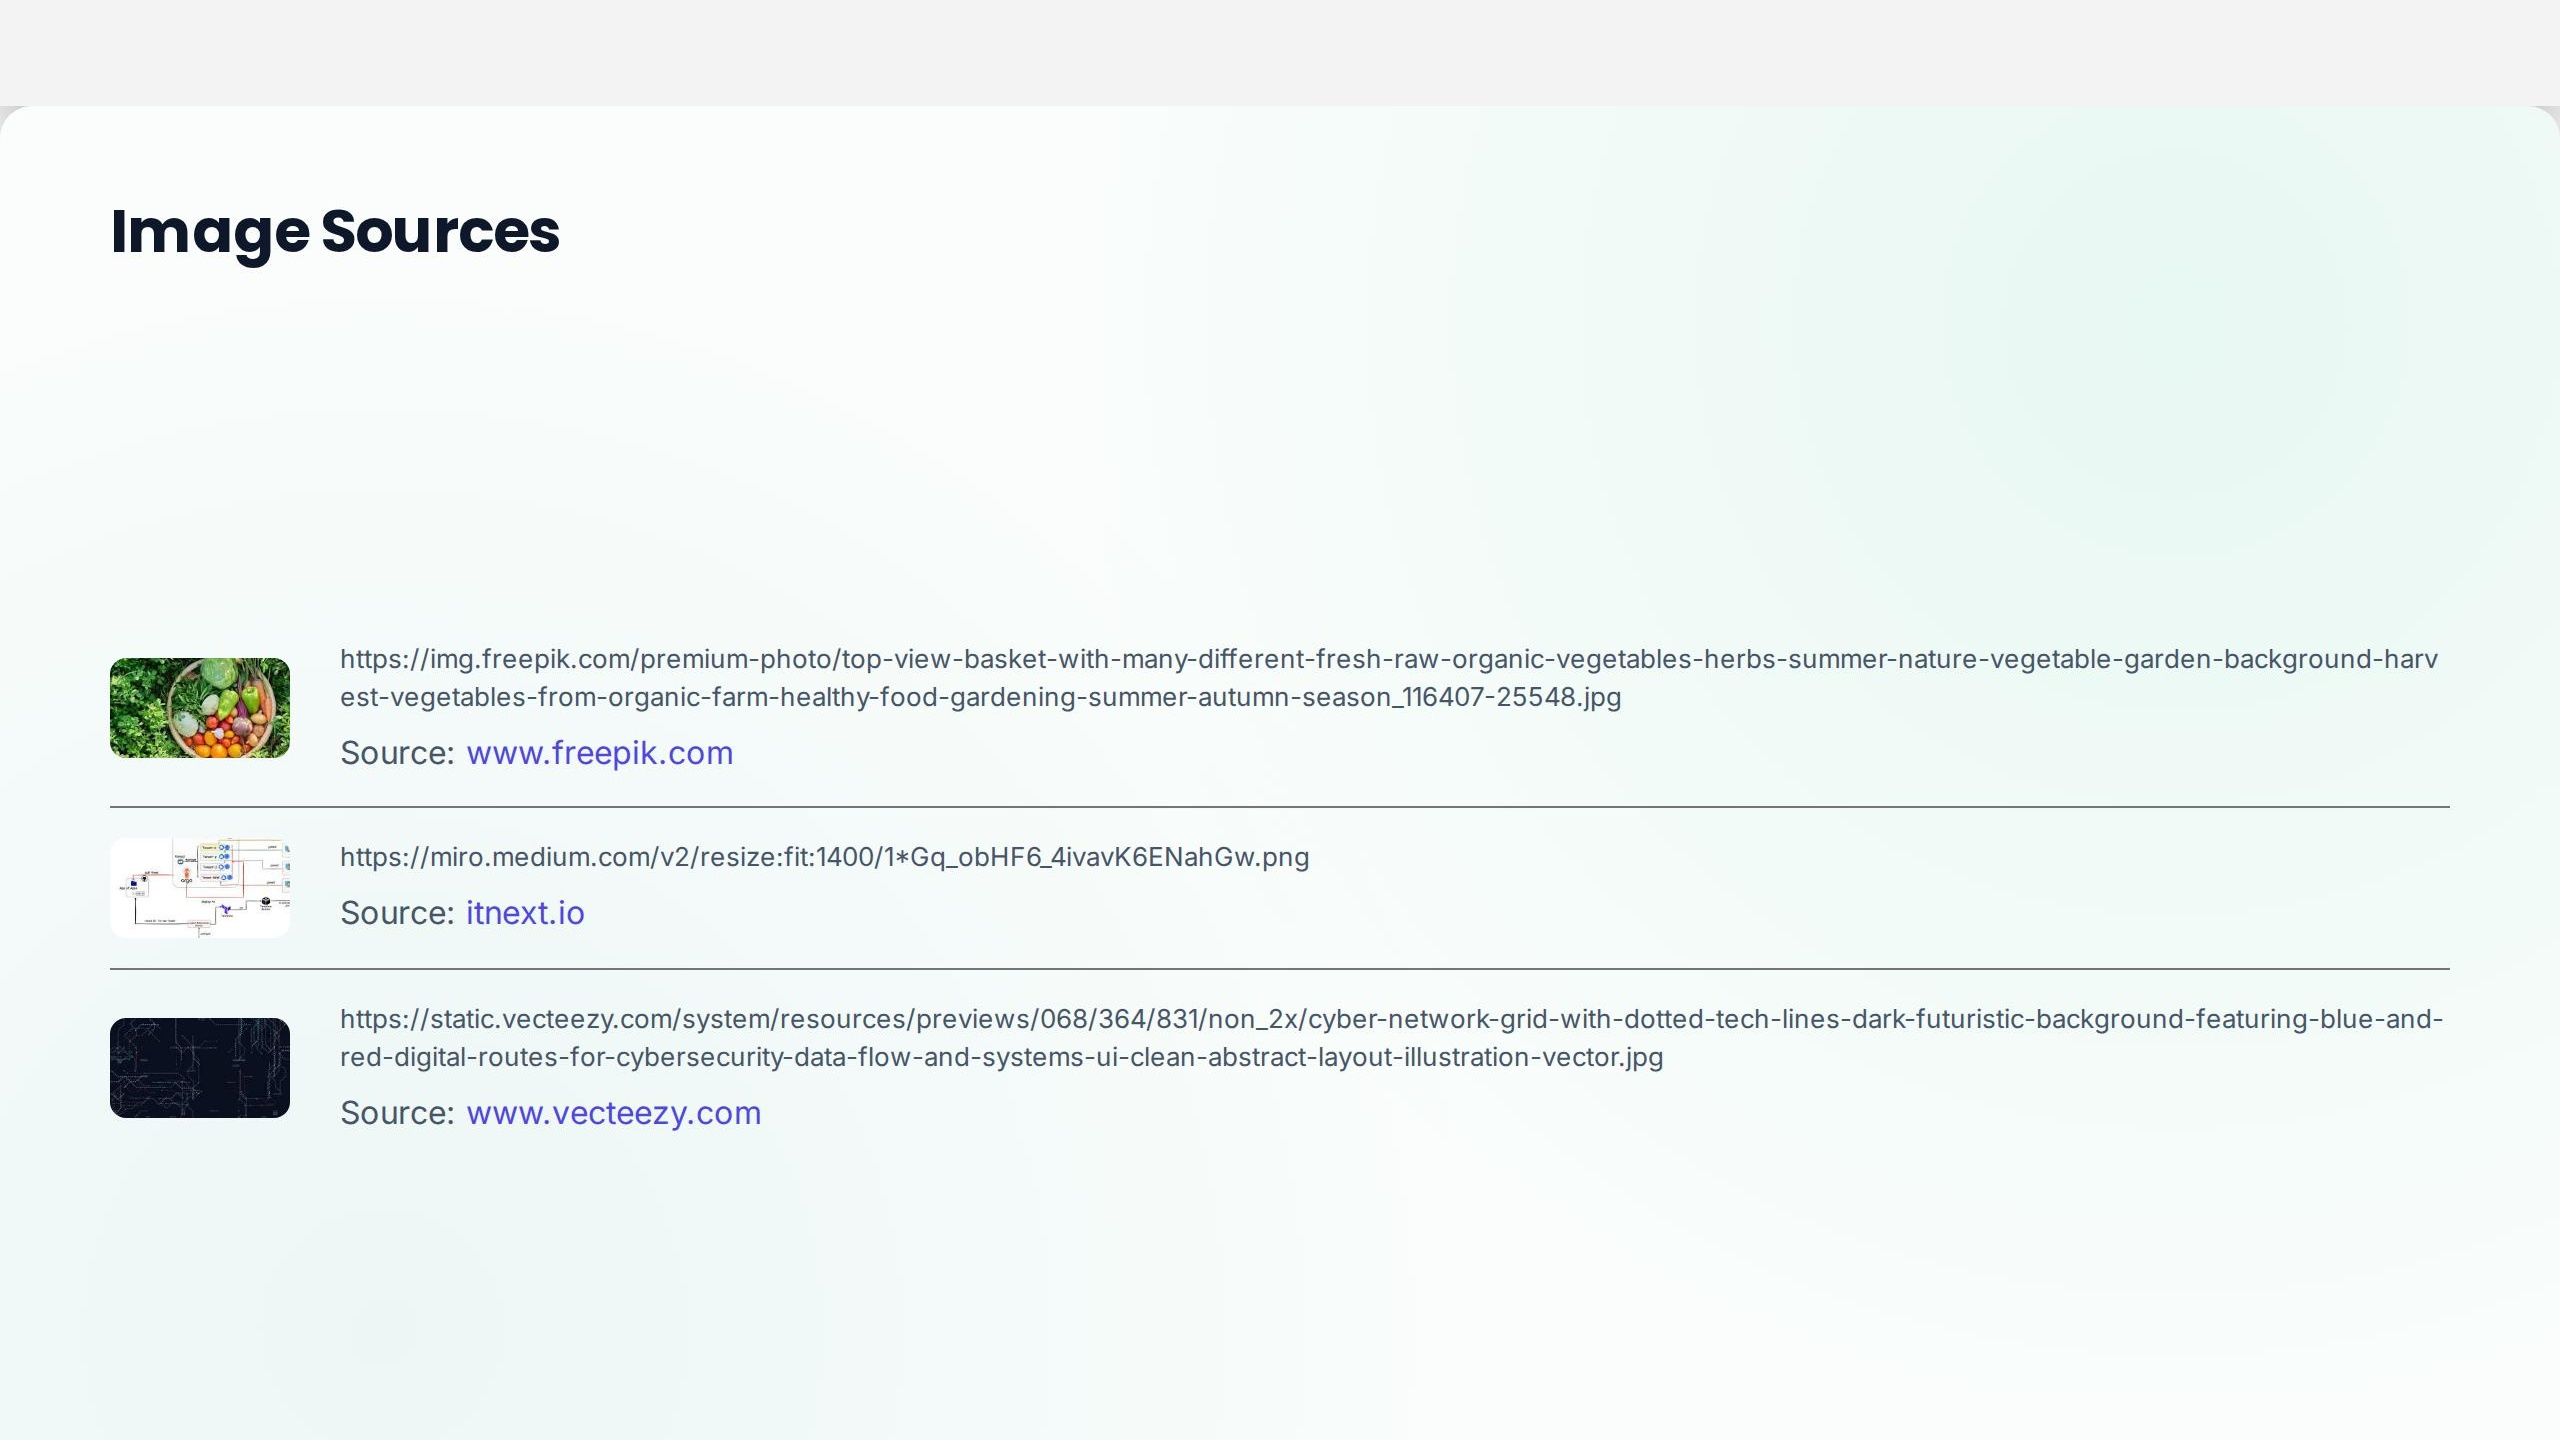 Image Sources
https://img.freepik.com/premium-photo/top-view-basket-with-many-different-fresh-raw-organic-vegetables-herbs-summer-nature-vegetable-garden-background-harv
est-vegetables-from-organic-farm-healthy-food-gardening-summer-autumn-season_116407-25548.jpg
Source: www.freepik.com
https://miro.medium.com/v2/resize:fit:1400/1*Gq_obHF6_4ivavK6ENahGw.png
Source: itnext.io
https://static.vecteezy.com/system/resources/previews/068/364/831/non_2x/cyber-network-grid-with-dotted-tech-lines-dark-futuristic-background-featuring-blue-and-
red-digital-routes-for-cybersecurity-data-flow-and-systems-ui-clean-abstract-layout-illustration-vector.jpg
Source: www.vecteezy.com